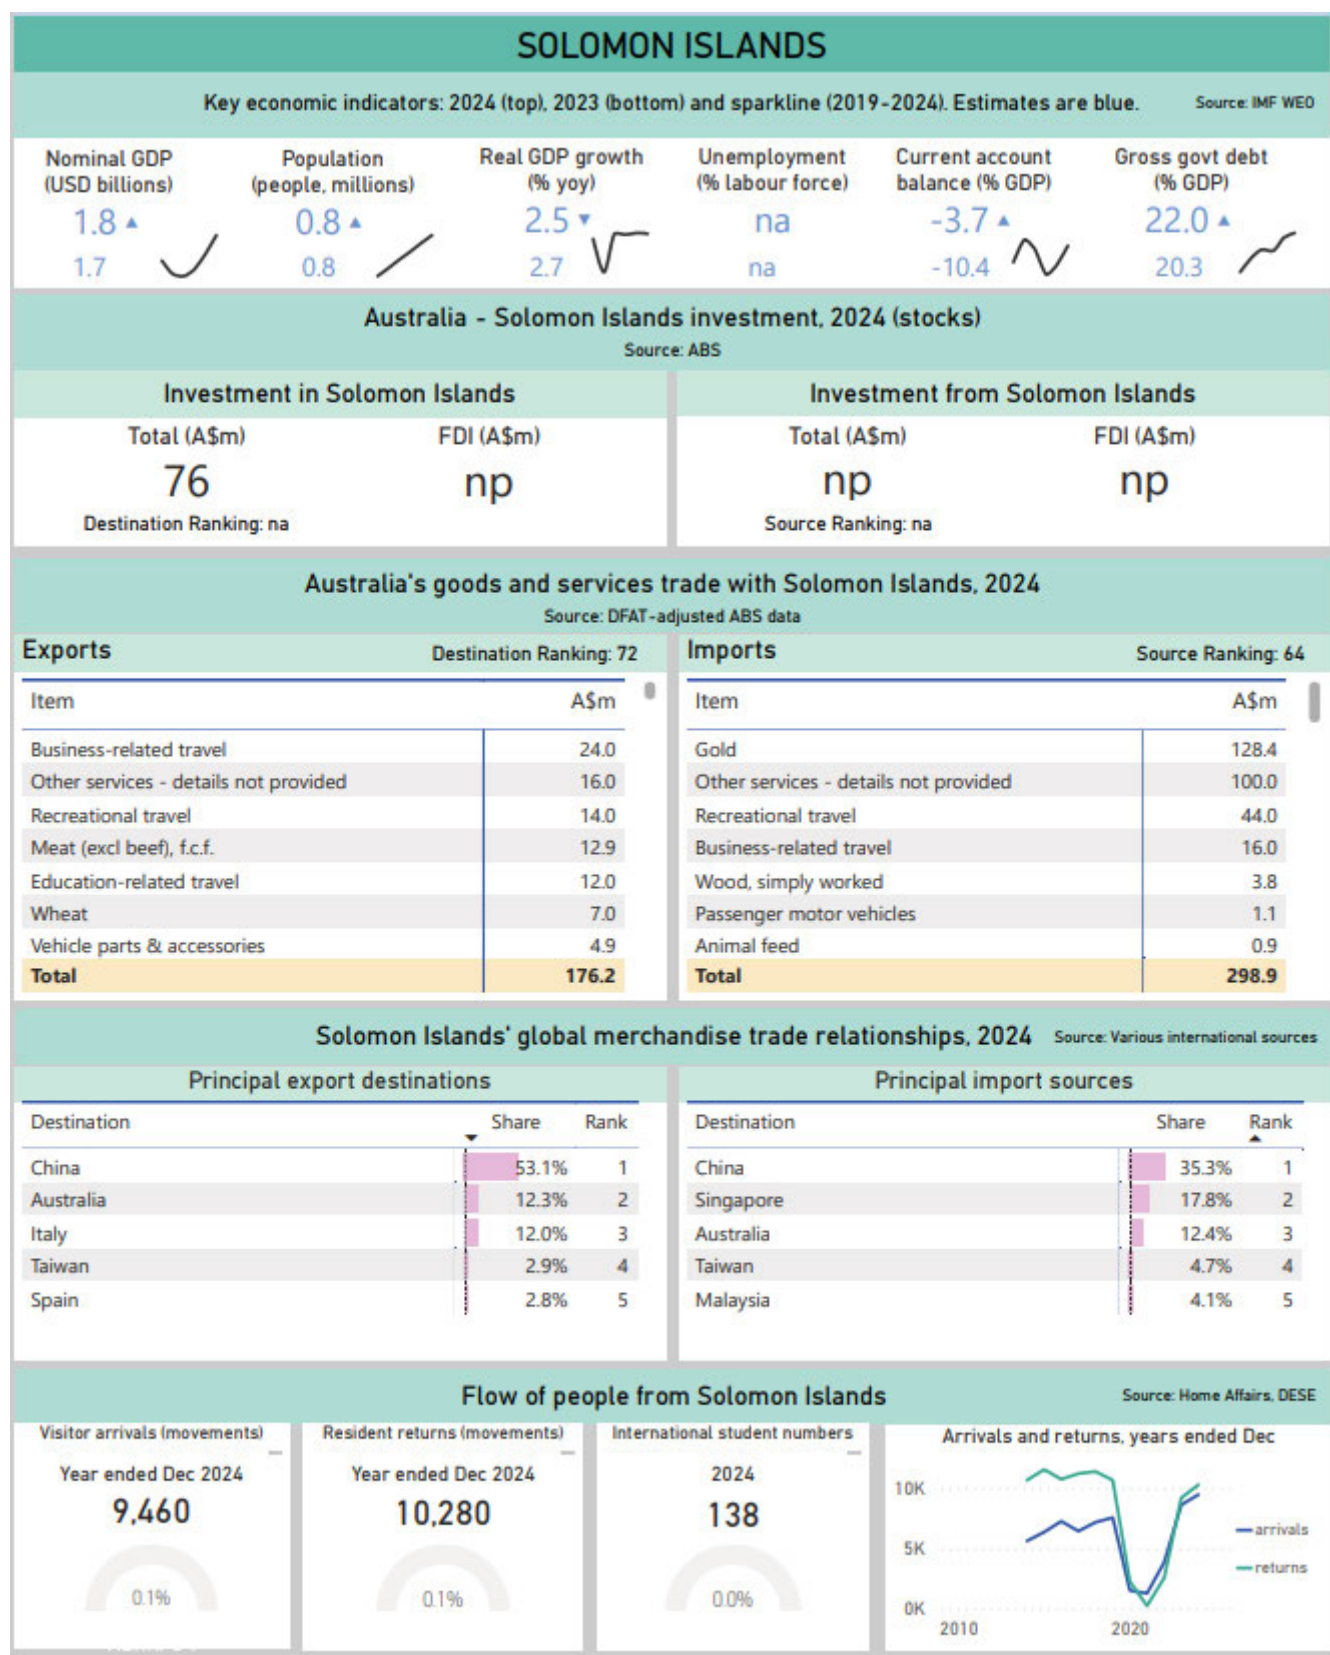 SOLOMON ISLANDS
Key economic indicators: 2024 (top), 2023 (bottom) and sparkline (2019-2024). Estimates are blue. Source: IMF WEO
Nominal GDP
(USD billions)
1.8 ▲
1.7
Population
(people, millions)
0.8 ▲
0.8
Real GDP growth
(% yoy)
2.5 ▼
2.7
Unemployment
(% labour force)
na
na
Current account
balance (% GDP)
-3.7 ▲
-10.4
Gross govt debt
(% GDP)
22.0 ▲
20.3
Australia - Solomon Islands investment, 2024 (stocks)
Source: ABS
Investment in Solomon Islands
Total (A$m) FDI (A$m)
76 np
Destination Ranking: na
Investment from Solomon Islands
Total (A$m) FDI (A$m)
np np
Source Ranking: na
Australia's goods and services trade with Solomon Islands, 2024
Source: DFAT-adjusted ABS data
Exports Destination Ranking: 72
Item A$m
Business-related travel 24.0
Other services - details not provided 16.0
Recreational travel 14.0
Meat (excl beef), f.c.f. 12.9
Education-related travel 12.0
Wheat 7.0
Vehicle parts & accessories 4.9
Total 176.2
Imports Source Ranking: 64
Item A$m
Gold 128.4
Other services - details not provided 100.0
Recreational travel 44.0
Business-related travel 16.0
Wood, simply worked 3.8
Passenger motor vehicles 1.1
Animal feed 0.9
Total 298.9
Solomon Islands' global merchandise trade relationships, 2024 Source: Various international sources
Principal export destinations
Destination Share Rank
China 53.1% 1
Australia 12.3% 2
Italy 12.0% 3
Taiwan 2.9% 4
Spain 2.8% 5
Principal import sources
Destination Share Rank
China 35.3% 1
Singapore 17.8% 2
Australia 12.4% 3
Taiwan 4.7% 4
Malaysia 4.1% 5
Flow of people from Solomon Islands Source: Home Affairs, DESE
Visitor arrivals (movements)
Year ended Dec 2024
9,460
0.1%
Resident returns (movements)
Year ended Dec 2024
10,280
0.1%
International student numbers
2024
138
0.0%
Arrivals and returns, years ended Dec
10K
5K
0K
2010 2020
arrivals
returns